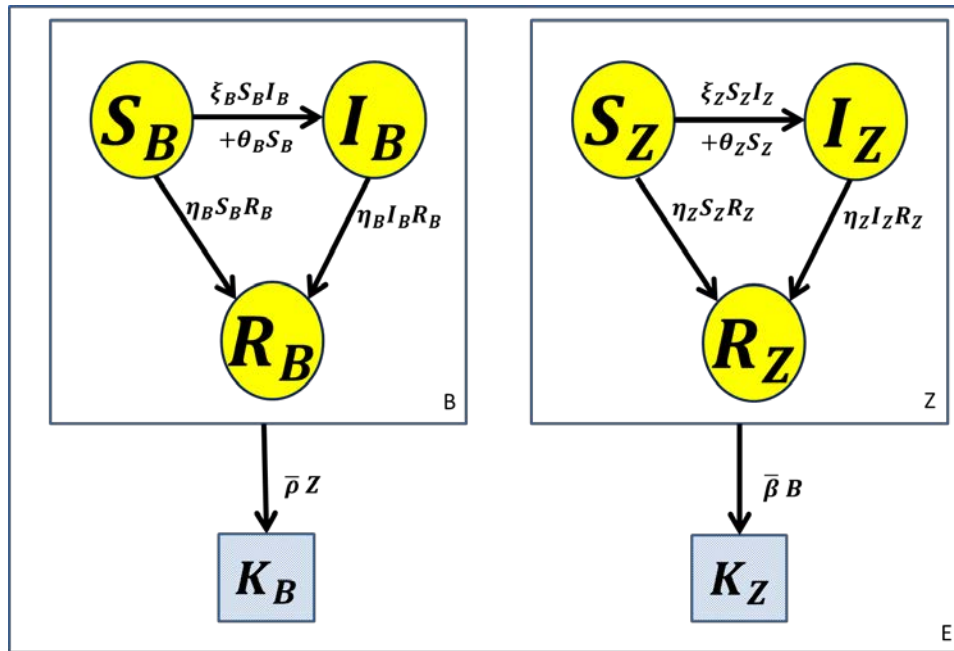 S_B
ξ_B S_B I_B
+θ_B S_B
I_B
η_B S_B R_B
η_B I_B R_B
R_B
B
ρ̅ Z
K_B
S_Z
ξ_Z S_Z I_Z
+θ_Z S_Z
I_Z
η_Z S_Z R_Z
η_Z I_Z R_Z
R_Z
Z
β̅ B
K_Z
E